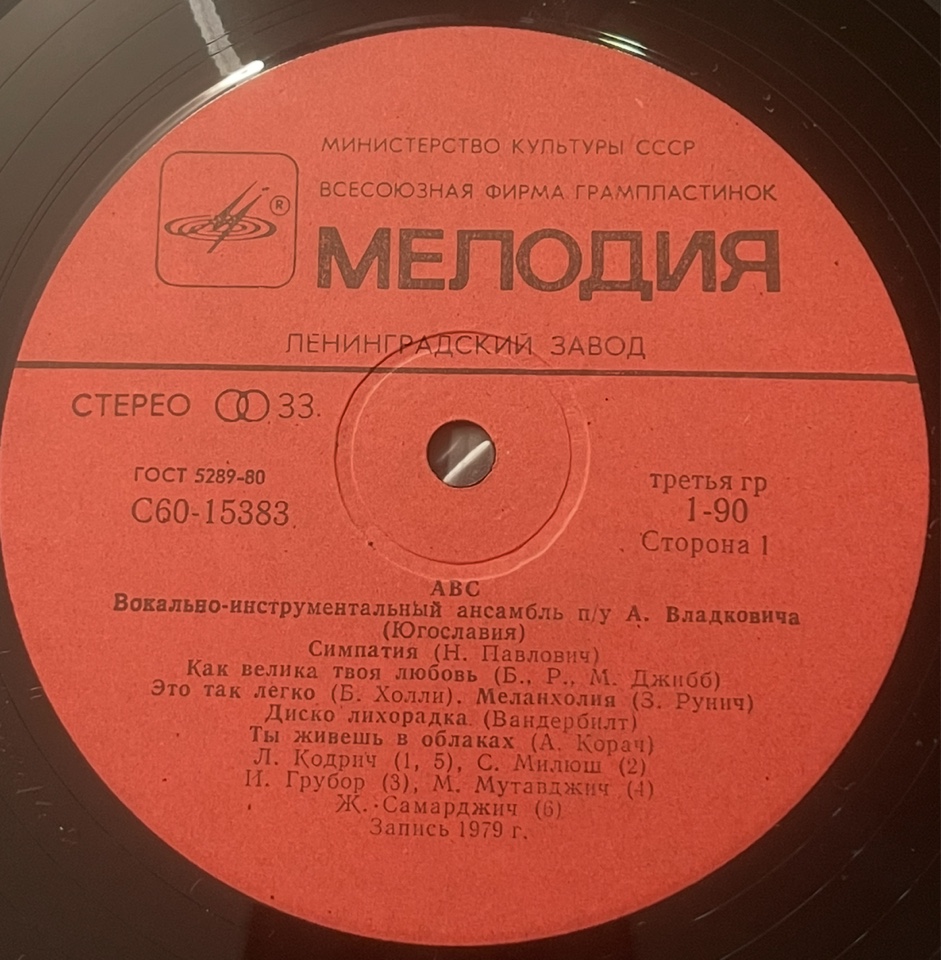 МИНИСТЕРСТВО КУЛЬТУРЫ СССР
ВСЕСОЮЗНАЯ ФИРМА ГРАМПЛАСТИНОК
®
МЕЛОДИЯ
ЛЕНИНГРАДСКИЙ ЗАВОД
СТЕРЕО 33.
ГОСТ 5289-80
С60-15383
третья гр
1-90
Сторона 1
АВС
Вокально-инструментальный ансамбль п/у А. Владковича
(Югославия)
Симпатия (Н. Павлович)
Как велика твоя любовь (Б., Р., М. Джибб)
Это так легко (Б. Холли). Меланхолия (З. Рунич)
Диско лихорадка (Вандербилт)
Ты живешь в облаках (А. Корач)
Л. Кодрич (1, 5), С. Милюш (2)
И. Грубор (3), М. Мутавджич (4)
Ж. Самарджич (6)
Запись 1979 г.